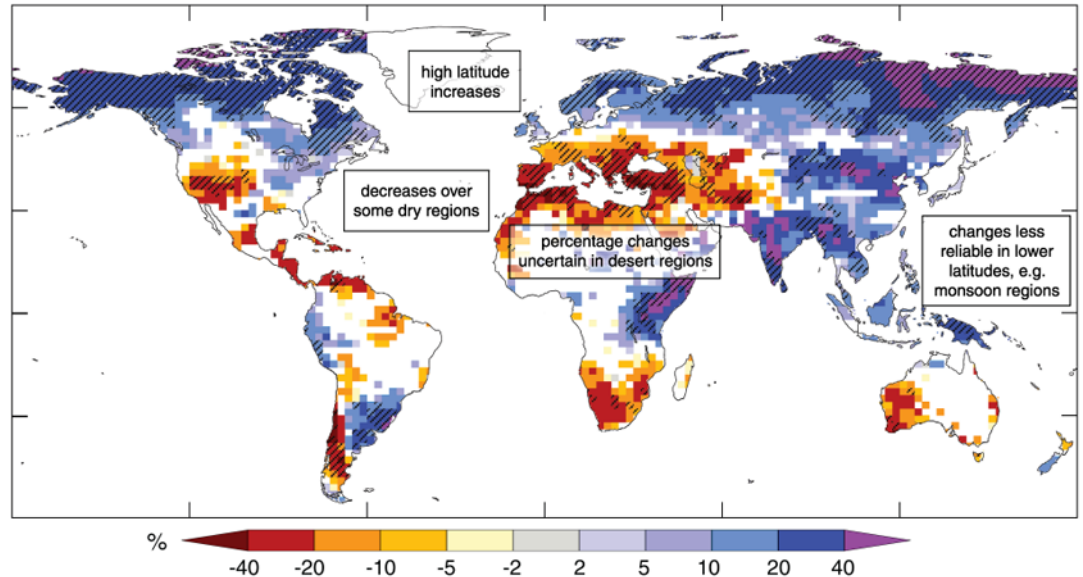 high latitude
increases
decreases over
some dry regions
percentage changes
uncertain in desert regions
changes less
reliable in lower
latitudes, e.g.
monsoon regions
%
-40 -20 -10 -5 -2 2 5 10 20 40